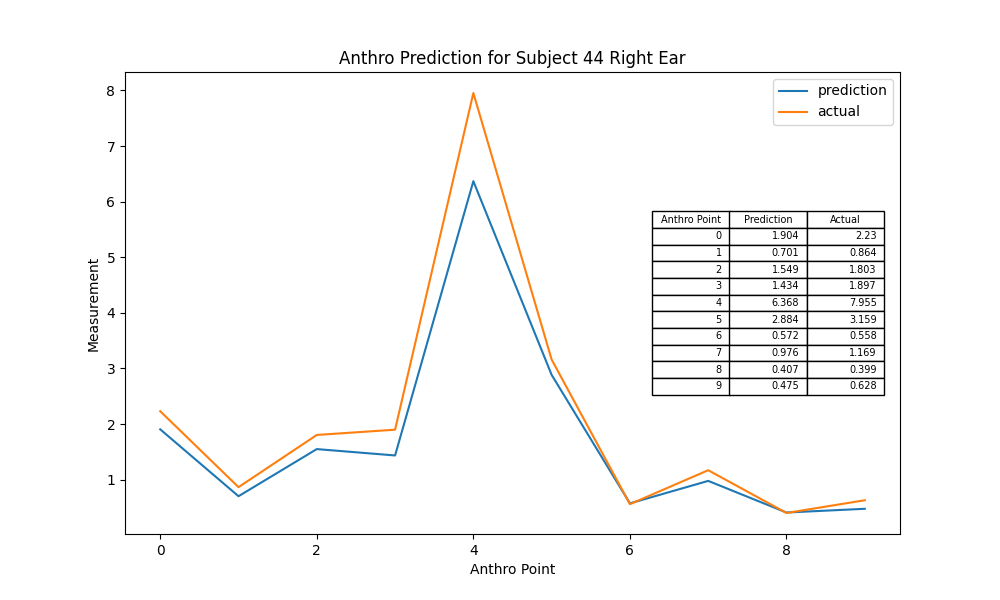 Anthro Prediction for Subject 44 Right Ear
prediction
actual
8
7
6
5
4
3
2
1
Measurement
Anthro Point Prediction Actual
0 1.904 2.23
1 0.701 0.864
2 1.549 1.803
3 1.434 1.897
4 6.368 7.955
5 2.884 3.159
6 0.572 0.558
7 0.976 1.169
8 0.407 0.399
9 0.475 0.628
0 2 4 6 8
Anthro Point